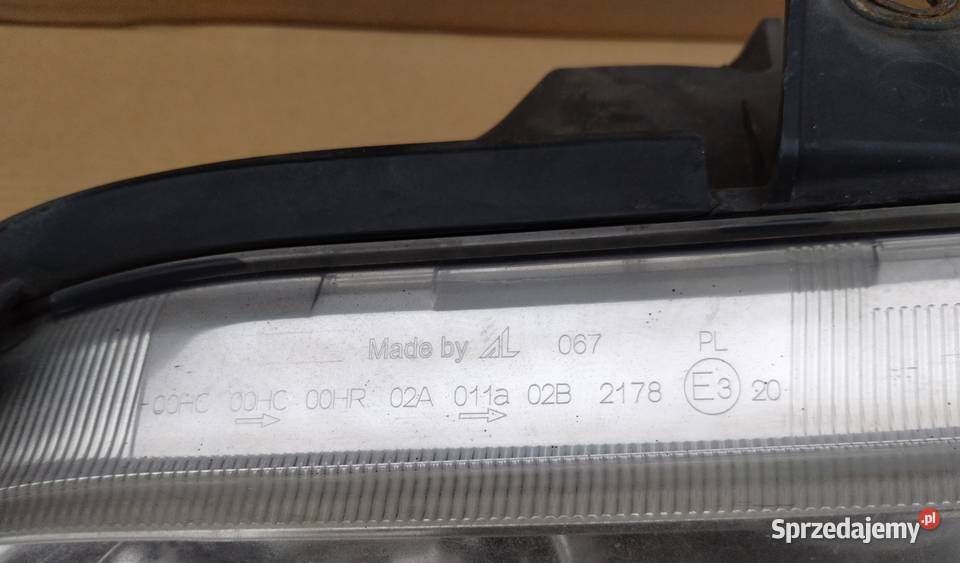 Made by AL 067 PL
00HC 00HC 00HR 02A 011a 02B 2178 E3 20
Sprzedajemy.pl